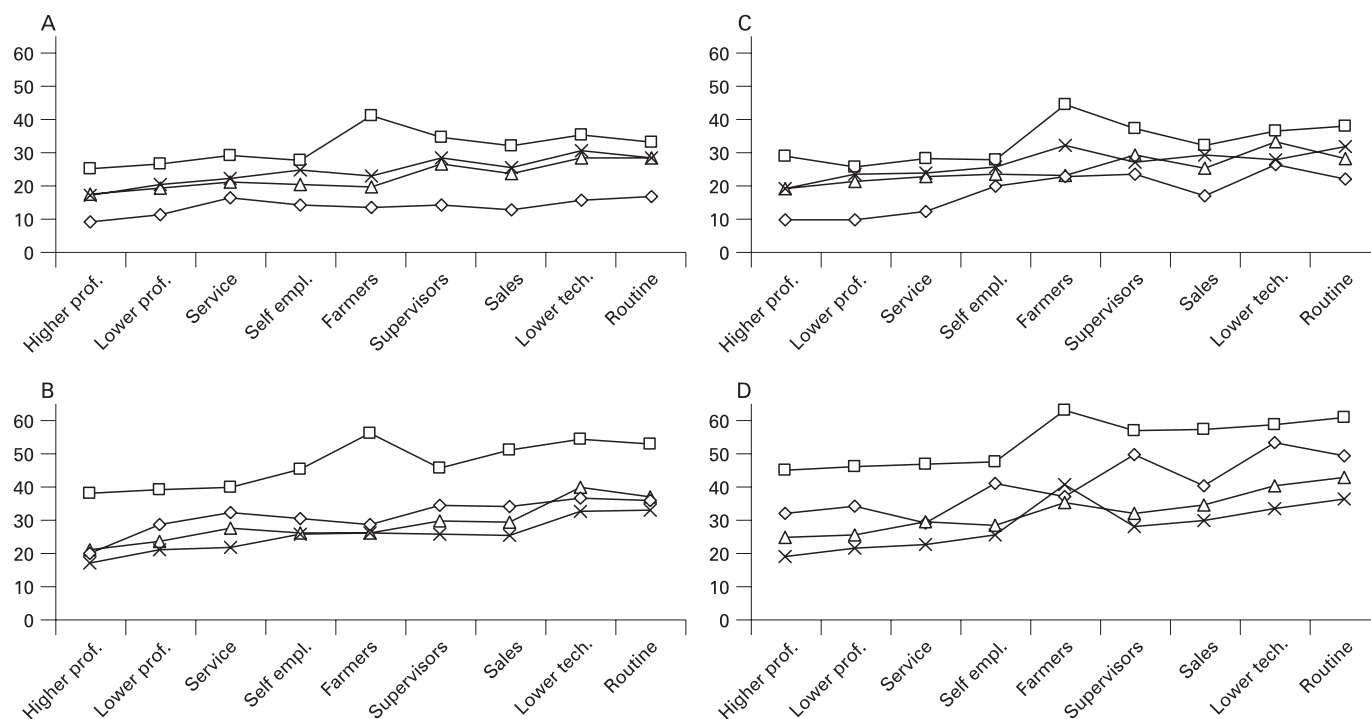 A
60
50
40
30
20
10
0
Higher prof.
Lower prof.
Service
Self empl.
Farmers
Supervisors
Sales
Lower tech.
Routine
C
60
50
40
30
20
10
0
Higher prof.
Lower prof.
Service
Self empl.
Farmers
Supervisors
Sales
Lower tech.
Routine
B
60
50
40
30
20
10
0
Higher prof.
Lower prof.
Service
Self empl.
Farmers
Supervisors
Sales
Lower tech.
Routine
D
60
50
40
30
20
10
0
Higher prof.
Lower prof.
Service
Self empl.
Farmers
Supervisors
Sales
Lower tech.
Routine